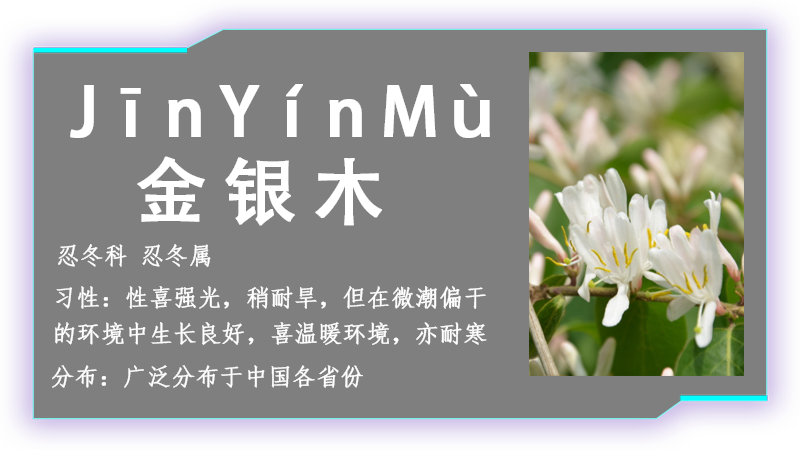 JīnYínMù
金银木
忍冬科 忍冬属
习性：性喜强光，稍耐旱，但在微潮偏干
的环境中生长良好，喜温暖环境，亦耐寒
分布：广泛分布于中国各省份